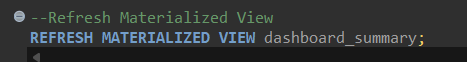 --Refresh Materialized View
REFRESH MATERIALIZED VIEW dashboard_summary;